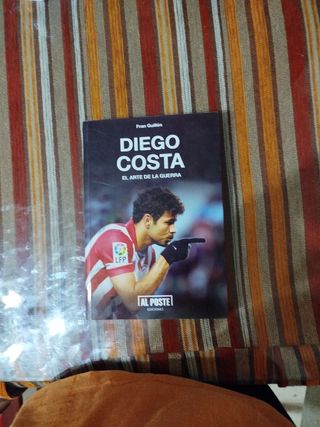 Fran Guillén
DIEGO
COSTA
EL ARTE DE LA GUERRA
LFP
AL POSTE
EDICIONES